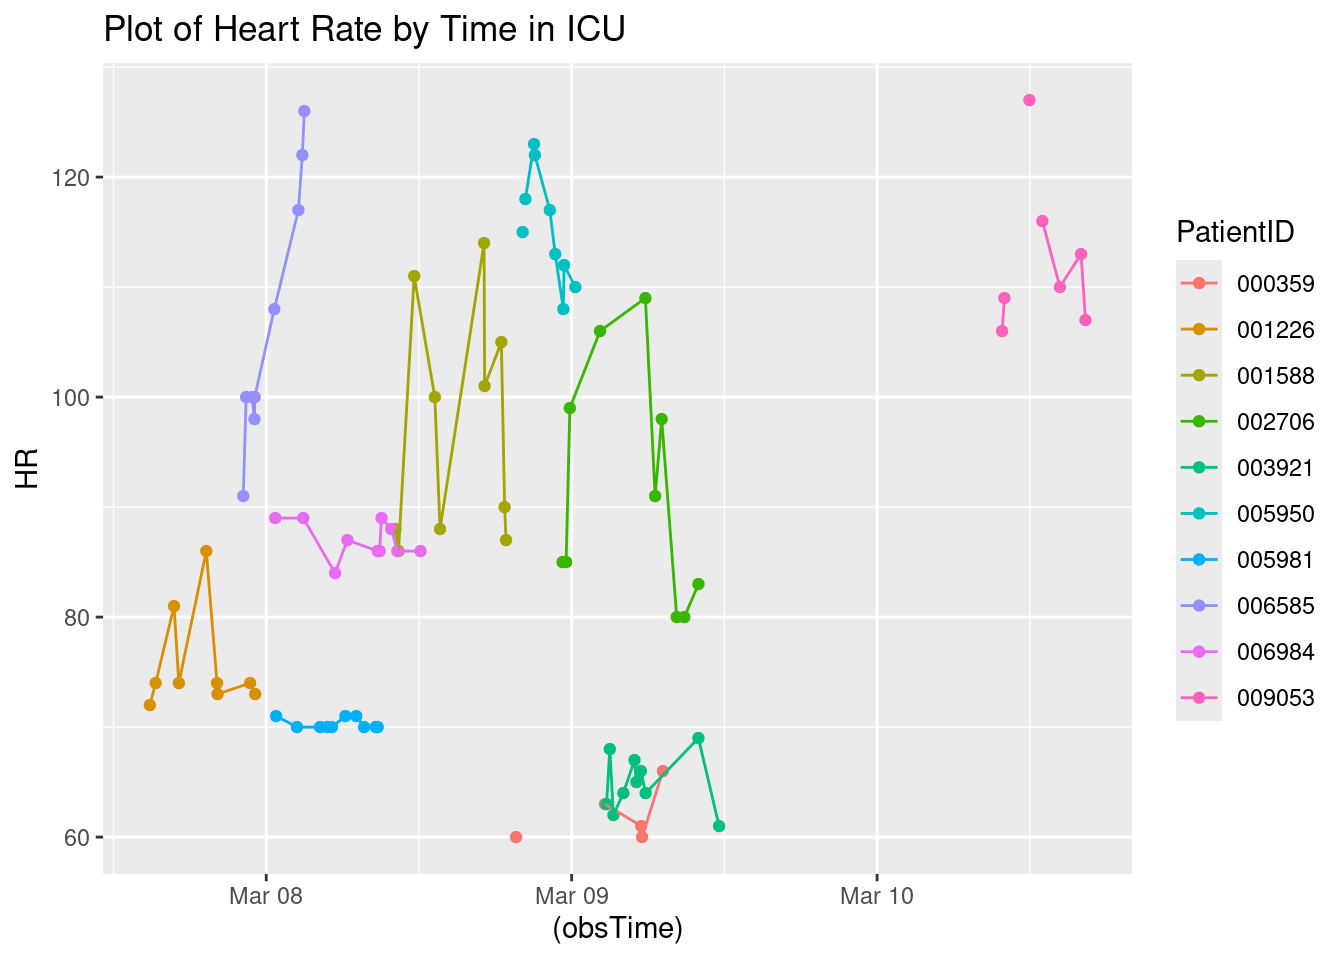 Plot of Heart Rate by Time in ICU
HR
120
100
80
60
Mar 08
Mar 09
Mar 10
(obsTime)
PatientID
000359
001226
001588
002706
003921
005950
005981
006585
006984
009053